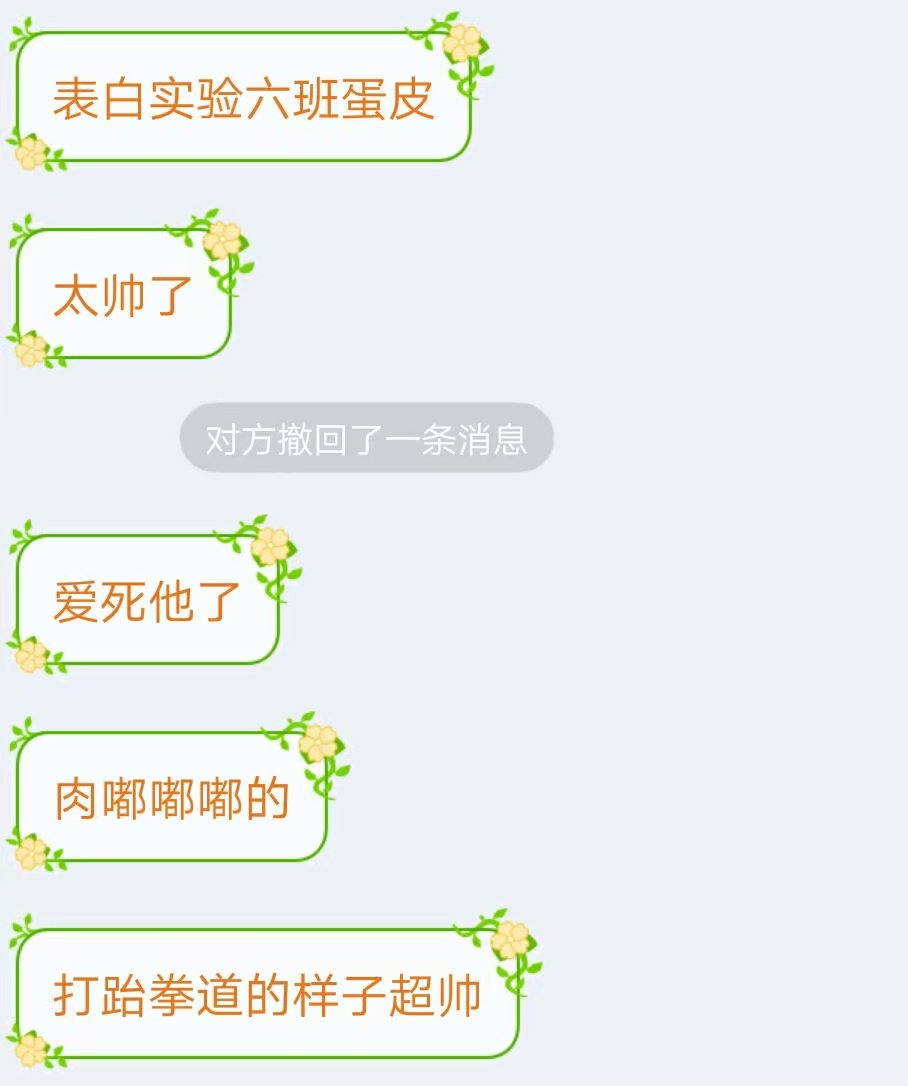 表白实验六班蛋皮
太帅了
对方撤回了一条消息
爱死他了
肉嘟嘟嘟的
打跆拳道的样子超帅